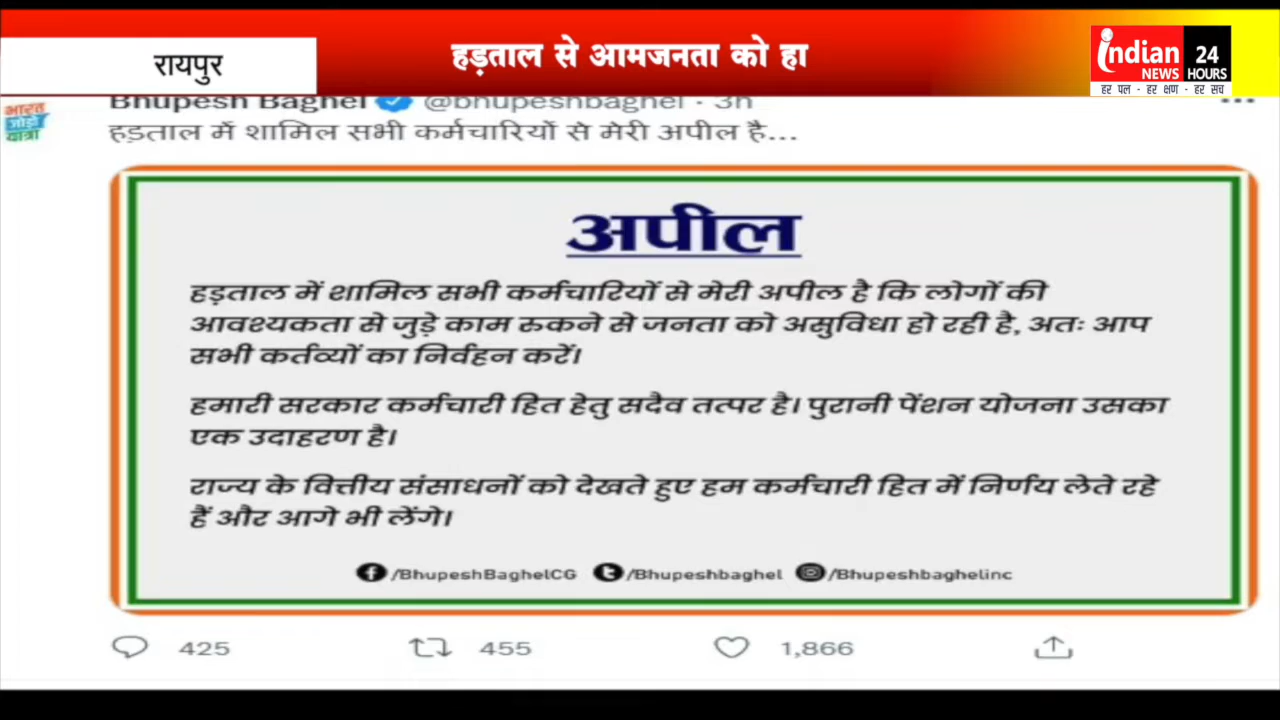 रायपुर
हड़ताल से आमजनता को हा
indian
NEWS
24
HOURS
हर पल - हर क्षण - हर सच
भारत
जोड़ो
यात्रा
Bhupesh Baghel @bhupeshbaghel · 3h
हड़ताल में शामिल सभी कर्मचारियों से मेरी अपील है...
अपील
हड़ताल में शामिल सभी कर्मचारियों से मेरी अपील है कि लोगों की
आवश्यकता से जुड़े काम रुकने से जनता को असुविधा हो रही है, अतः आप
सभी कर्तव्यों का निर्वहन करें।
हमारी सरकार कर्मचारी हित हेतु सदैव तत्पर है। पुरानी पेंशन योजना उसका
एक उदाहरण है।
राज्य के वित्तीय संसाधनों को देखते हुए हम कर्मचारी हित में निर्णय लेते रहे
हैं और आगे भी लेंगे।
/BhupeshBaghelCG /Bhupeshbaghel /Bhupeshbaghelinc
425 455 1,866